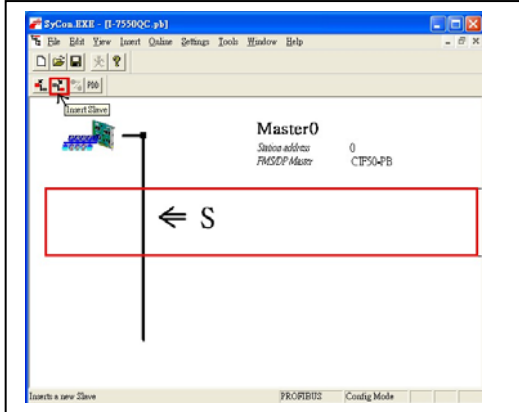 SyCon.EXE - [I-7550QC.pb]
File Edit View Insert Online Settings Tools Window Help
PDD
Insert Slave
Master0
Station address 0
FMS/DP Master CIF50-PB
⇐ S
Inserts a new Slave PROFIBUS Config Mode